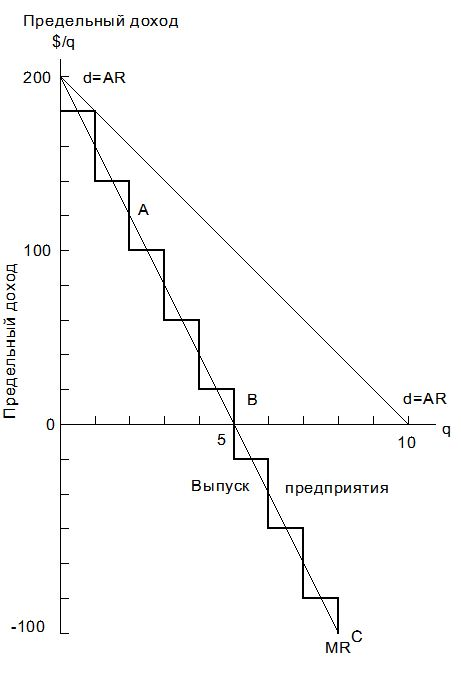 Предельный доход
$/q
200
d=AR
A
100
Предельный доход
d=AR
B
0
q
5
10
Выпуск предприятия
-100
C
MR